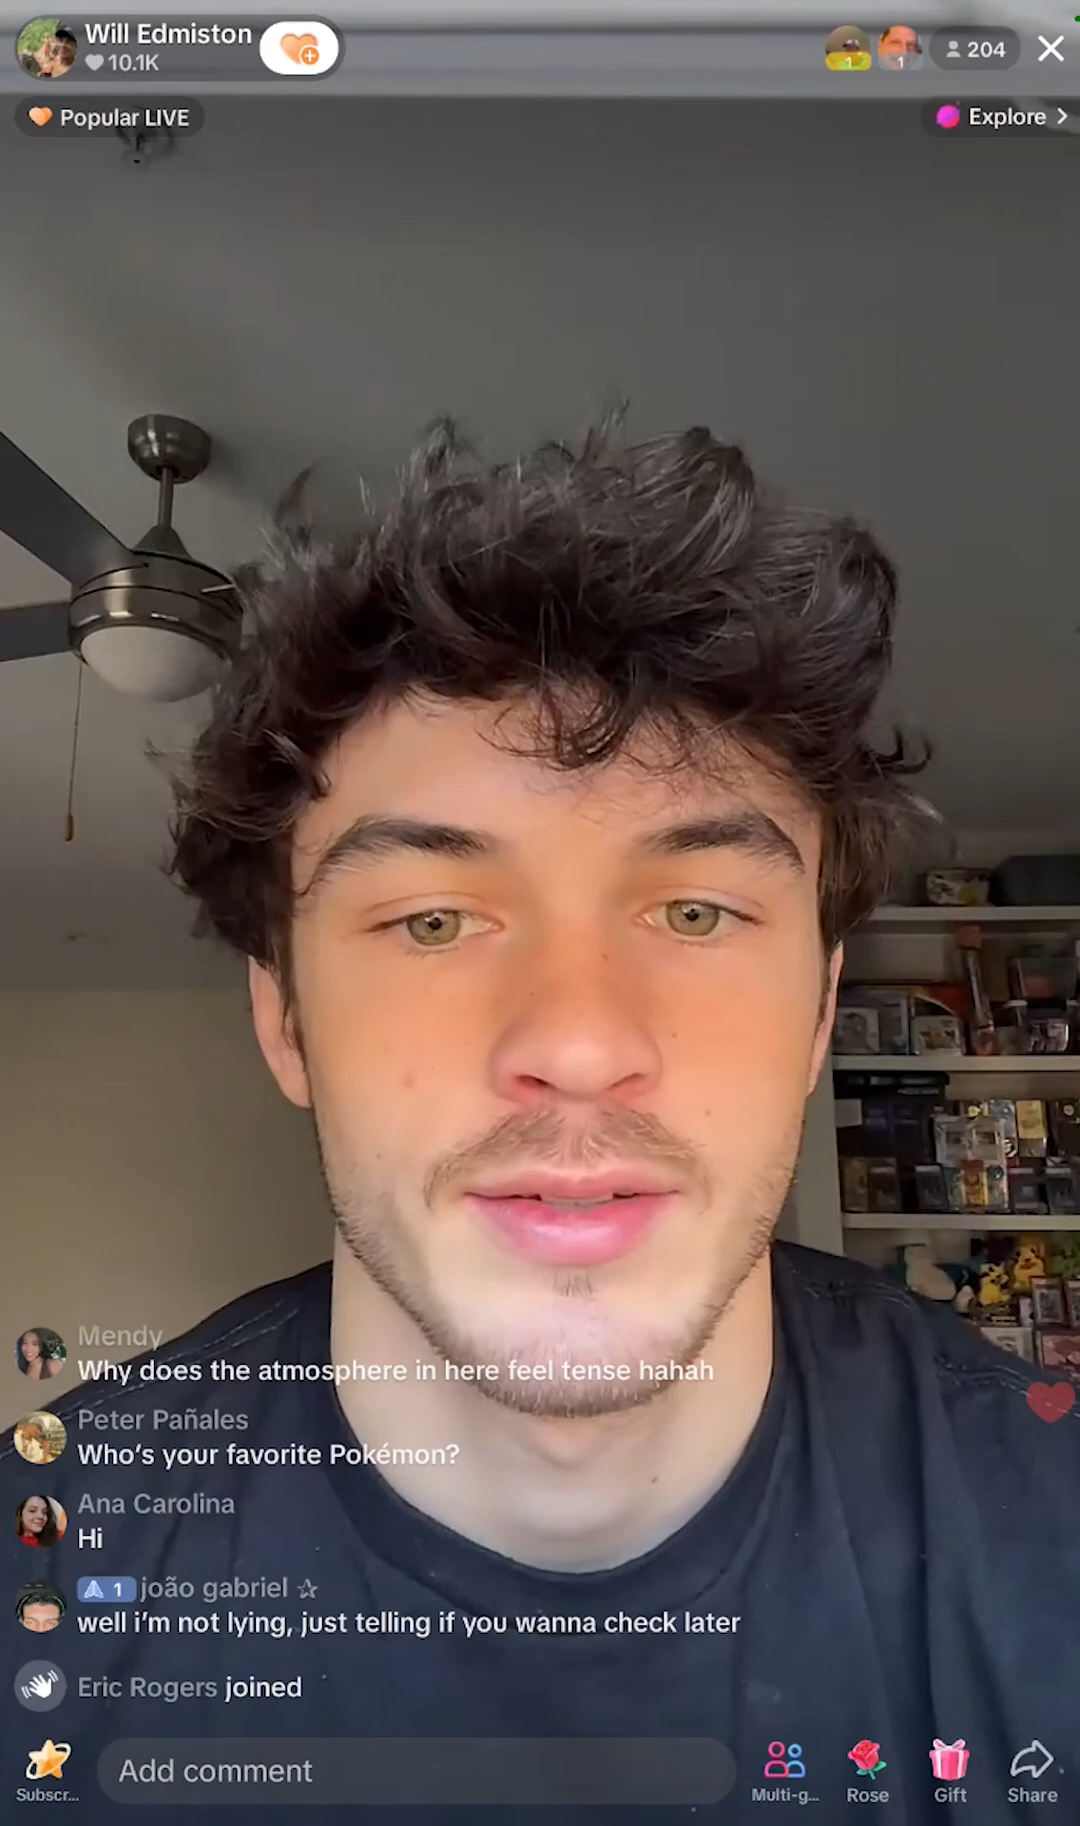 Will Edmiston
10.1K
1
1
204
Popular LIVE
Explore
Mendy
Why does the atmosphere in here feel tense hahah
Peter Pañales
Who's your favorite Pokémon?
Ana Carolina
Hi
1 joão gabriel ☆
well i'm not lying, just telling if you wanna check later
Eric Rogers joined
Add comment
Subscr...
Multi-g...
Rose
Gift
Share